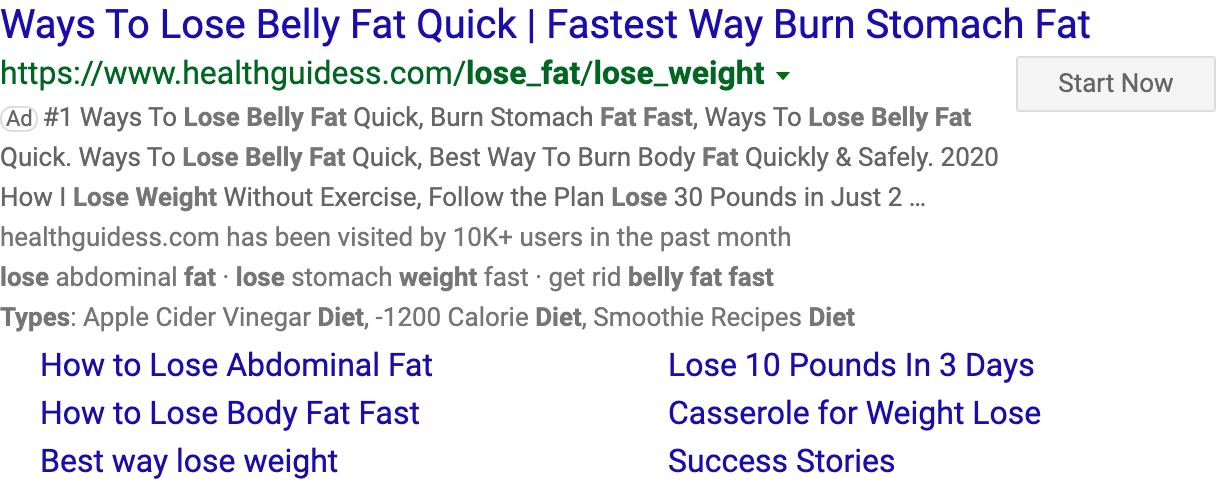 Ways To Lose Belly Fat Quick | Fastest Way Burn Stomach Fat
https://www.healthguidess.com/lose_fat/lose_weight
Start Now
Ad #1 Ways To Lose Belly Fat Quick, Burn Stomach Fat Fast, Ways To Lose Belly Fat
Quick. Ways To Lose Belly Fat Quick, Best Way To Burn Body Fat Quickly & Safely. 2020
How I Lose Weight Without Exercise, Follow the Plan Lose 30 Pounds in Just 2 ...
healthguidess.com has been visited by 10K+ users in the past month
lose abdominal fat · lose stomach weight fast · get rid belly fat fast
Types: Apple Cider Vinegar Diet, -1200 Calorie Diet, Smoothie Recipes Diet
How to Lose Abdominal Fat
Lose 10 Pounds In 3 Days
How to Lose Body Fat Fast
Casserole for Weight Lose
Best way lose weight
Success Stories